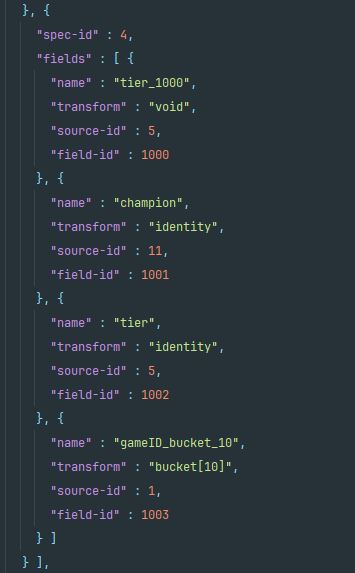 }, {
"spec-id" : 4,
"fields" : [ {
"name" : "tier_1000",
"transform" : "void",
"source-id" : 5,
"field-id" : 1000
}, {
"name" : "champion",
"transform" : "identity",
"source-id" : 11,
"field-id" : 1001
}, {
"name" : "tier",
"transform" : "identity",
"source-id" : 5,
"field-id" : 1002
}, {
"name" : "gameID_bucket_10",
"transform" : "bucket[10]",
"source-id" : 1,
"field-id" : 1003
} ]
} ],